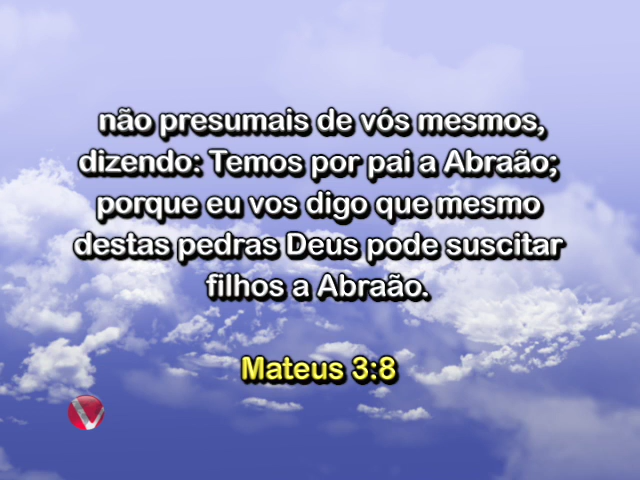 não presumais de vós mesmos,
dizendo: Temos por pai a Abraão;
porque eu vos digo que mesmo
destas pedras Deus pode suscitar
filhos a Abraão.
Mateus 3:8
V